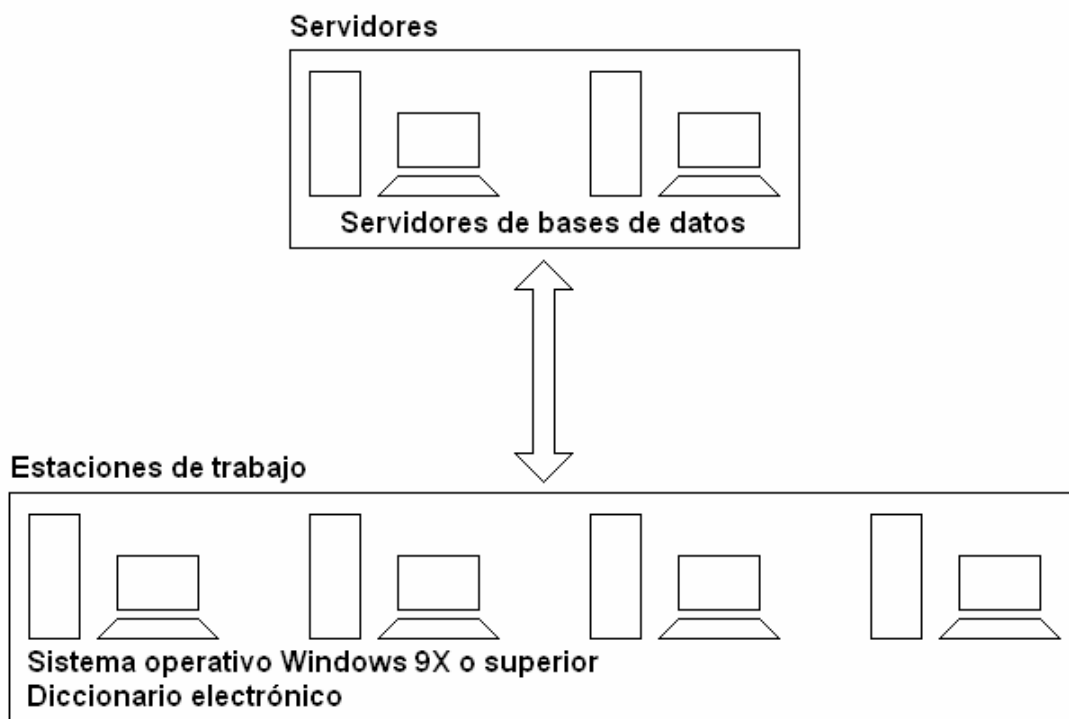 Servidores
Servidores de bases de datos
Estaciones de trabajo
Sistema operativo Windows 9X o superior
Diccionario electrónico